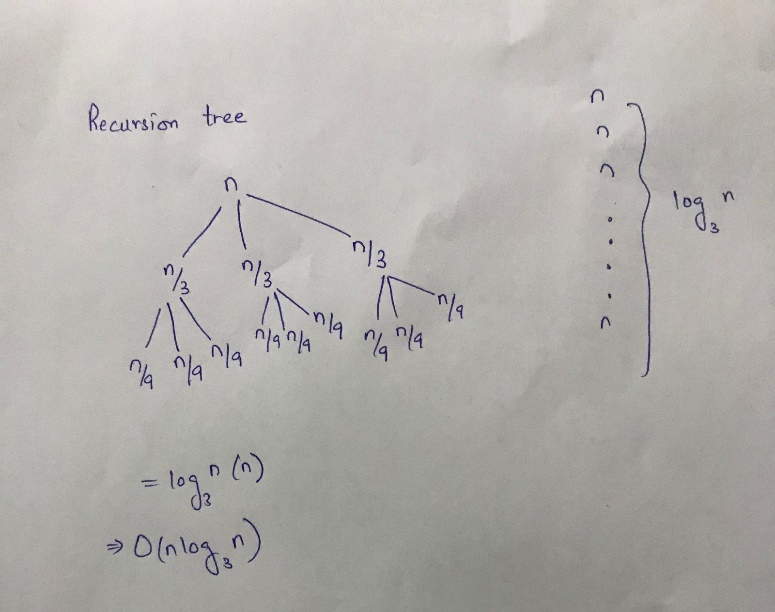 Recursion tree
n
n
n
n
n/3 n/3 n/3
n/9 n/9 n/9 n/9 n/9 n/9 n/9 n/9 n/9
n
log₃ n
= log₃ n (n)
⇒ O(n log₃ n)